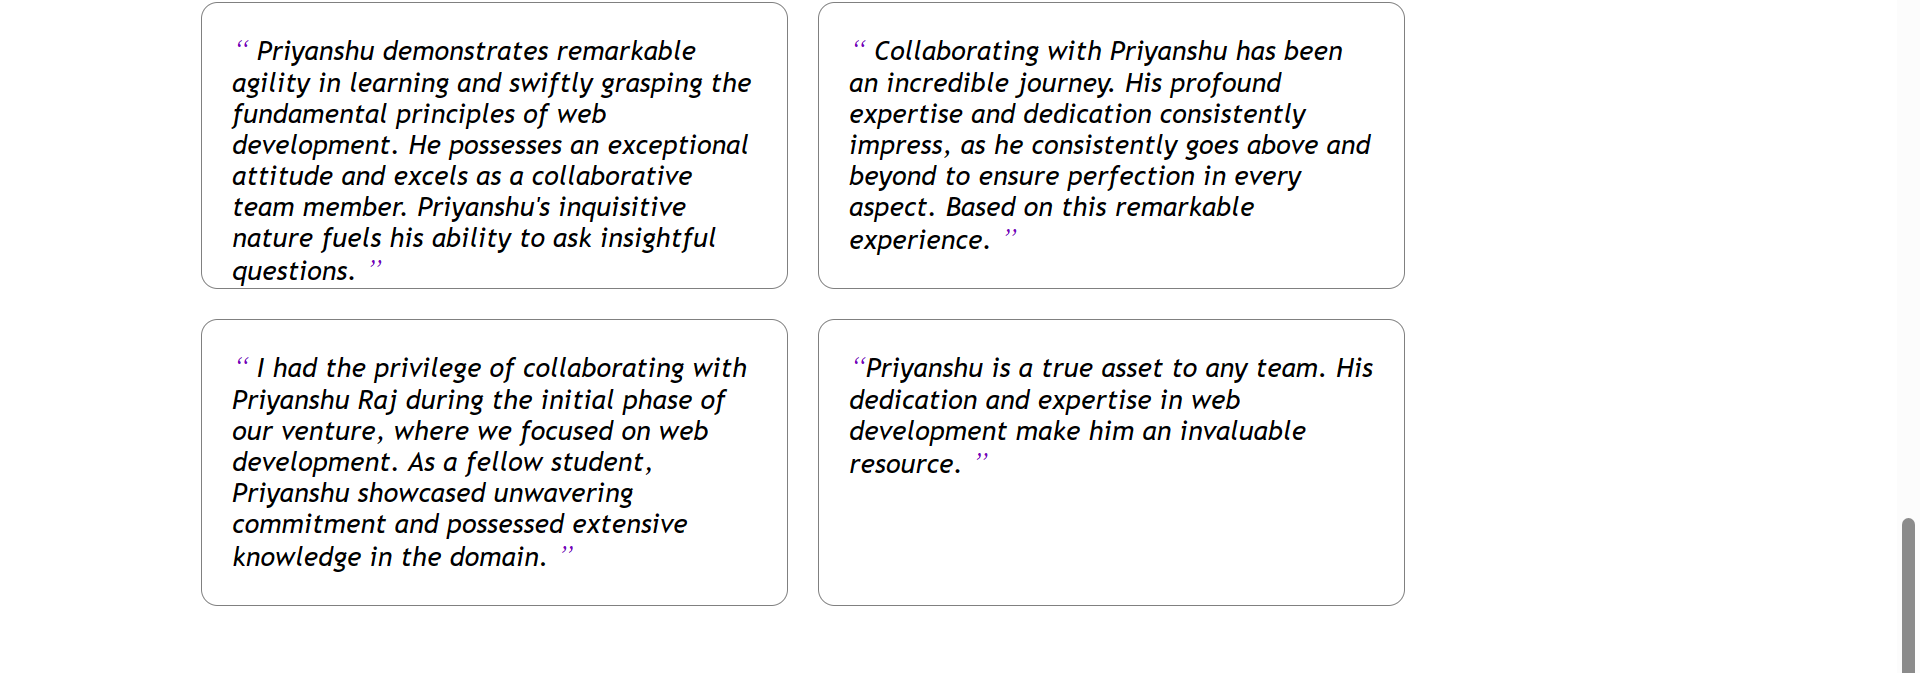 “ Priyanshu demonstrates remarkable
agility in learning and swiftly grasping the
fundamental principles of web
development. He possesses an exceptional
attitude and excels as a collaborative
team member. Priyanshu's inquisitive
nature fuels his ability to ask insightful
questions. ”
“ Collaborating with Priyanshu has been
an incredible journey. His profound
expertise and dedication consistently
impress, as he consistently goes above and
beyond to ensure perfection in every
aspect. Based on this remarkable
experience. ”
“ I had the privilege of collaborating with
Priyanshu Raj during the initial phase of
our venture, where we focused on web
development. As a fellow student,
Priyanshu showcased unwavering
commitment and possessed extensive
knowledge in the domain. ”
“Priyanshu is a true asset to any team. His
dedication and expertise in web
development make him an invaluable
resource. ”